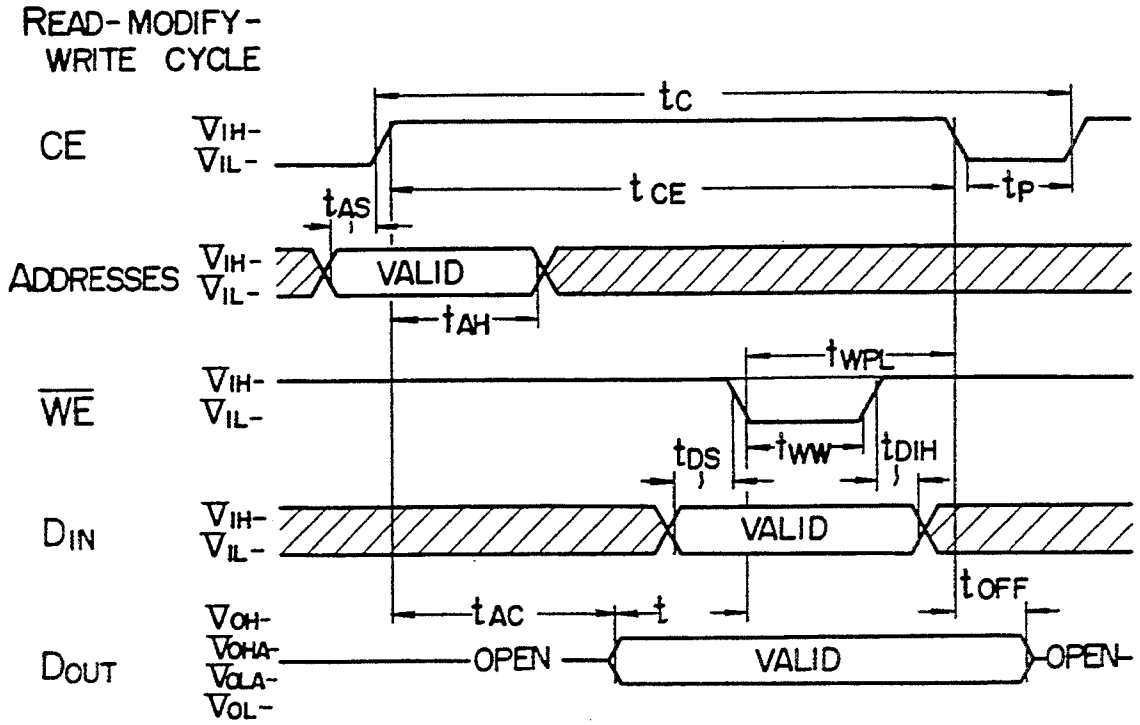 READ-MODIFY-
WRITE CYCLE
tC
CE
VIH-
VIL-
tCE
tP
tAS
ADDRESSES
VIH-
VIL-
VALID
tAH
tWPL
WE
VIH-
VIL-
tDS
tWW
tDIH
DIN
VIH-
VIL-
VALID
tAC
t
tOFF
DOUT
VOH-
VOHA-
VOLA-
VOL-
OPEN
VALID
OPEN-